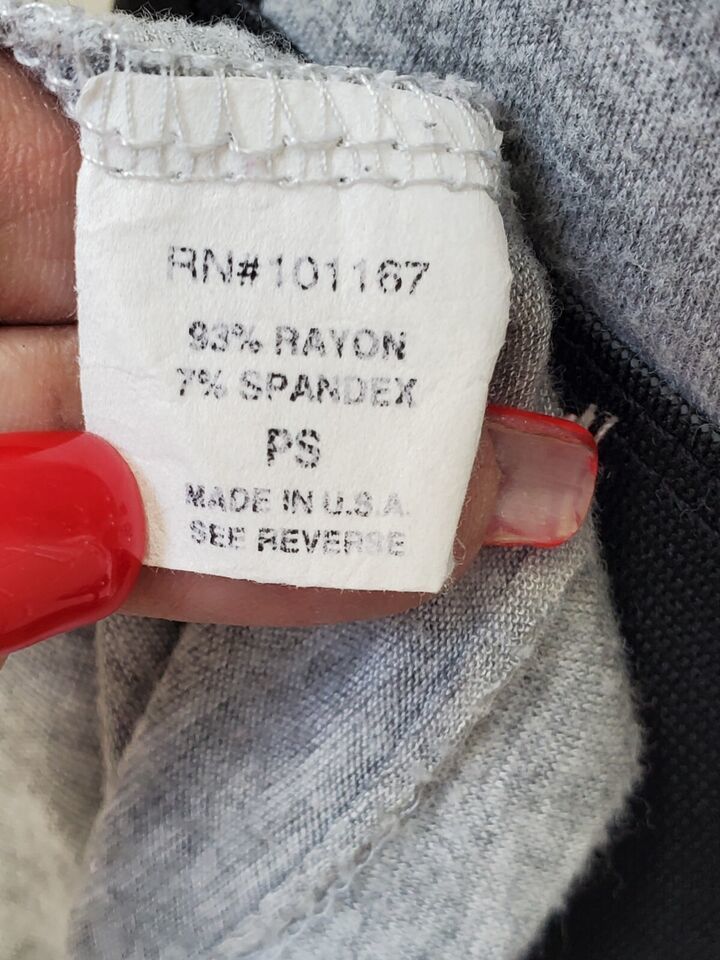 RN#101167
93% RAYON
7% SPANDEX
PS
MADE IN U.S.A.
SEE REVERSE